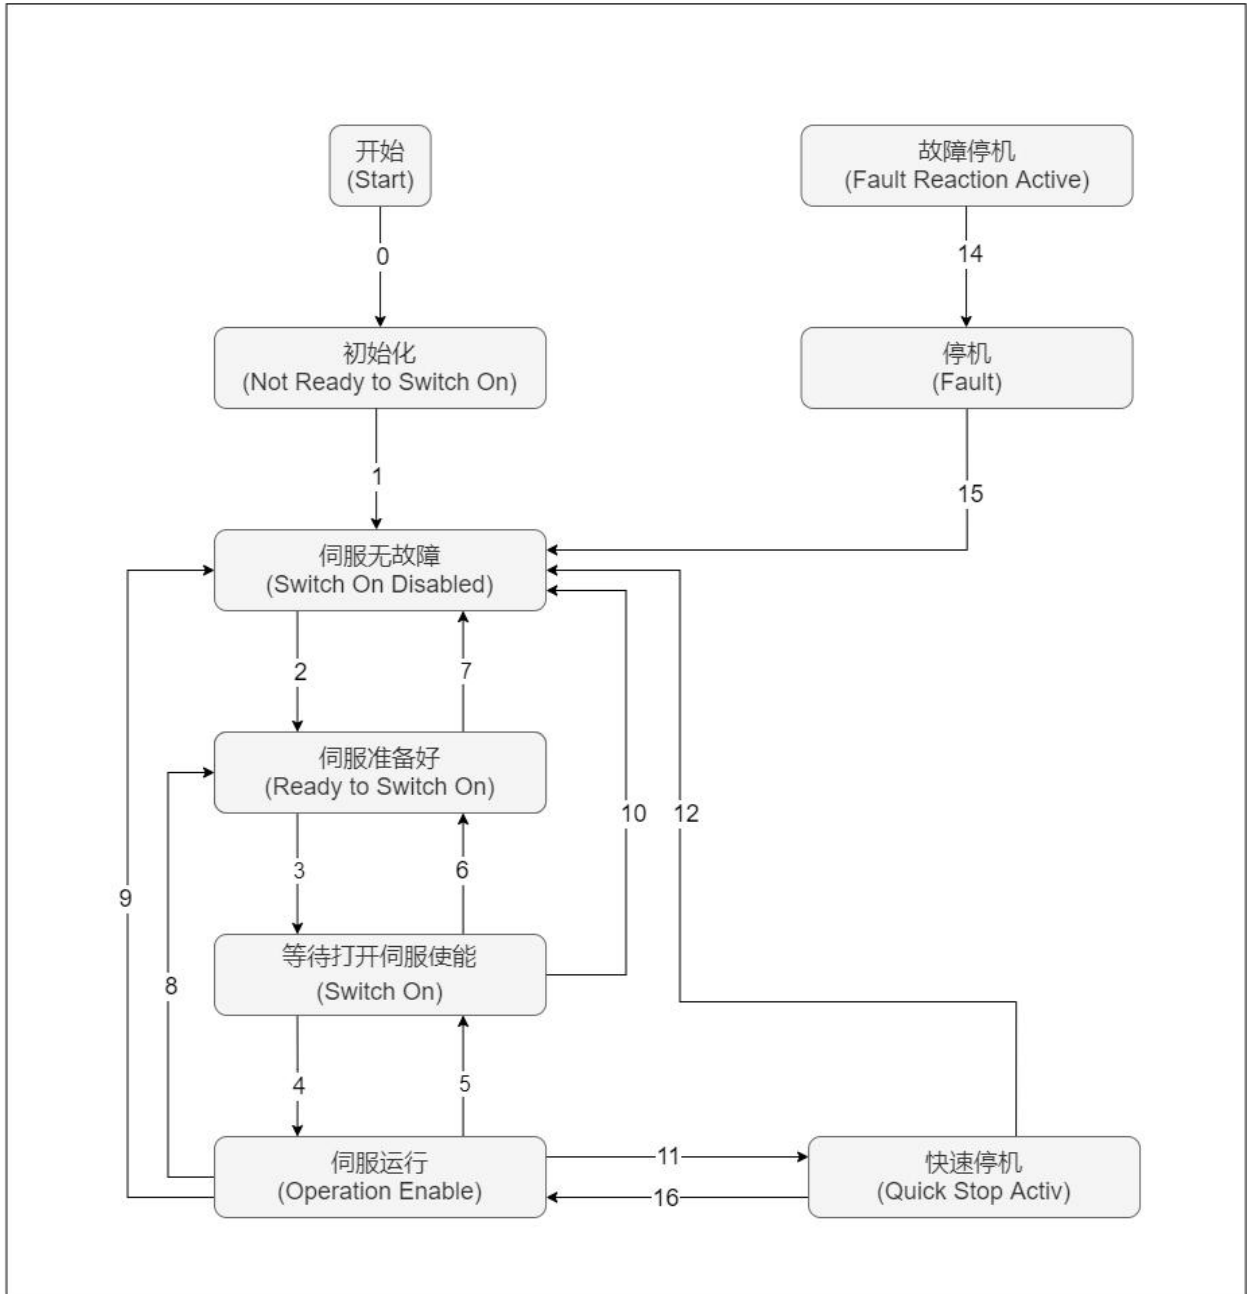 开始
(Start)
故障停机
(Fault Reaction Active)
0
14
初始化
(Not Ready to Switch On)
停机
(Fault)
1
15
伺服无故障
(Switch On Disabled)
2
7
伺服准备好
(Ready to Switch On)
10
12
3
6
9
等待打开伺服使能
(Switch On)
8
4
5
伺服运行
(Operation Enable)
11
16
快速停机
(Quick Stop Activ)